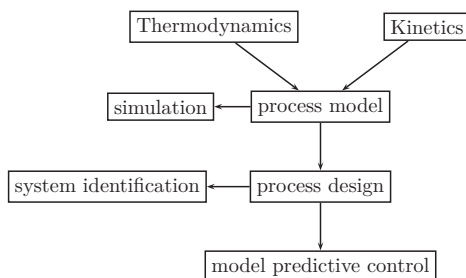 Thermodynamics
Kinetics
simulation
process model
system identification
process design
model predictive control